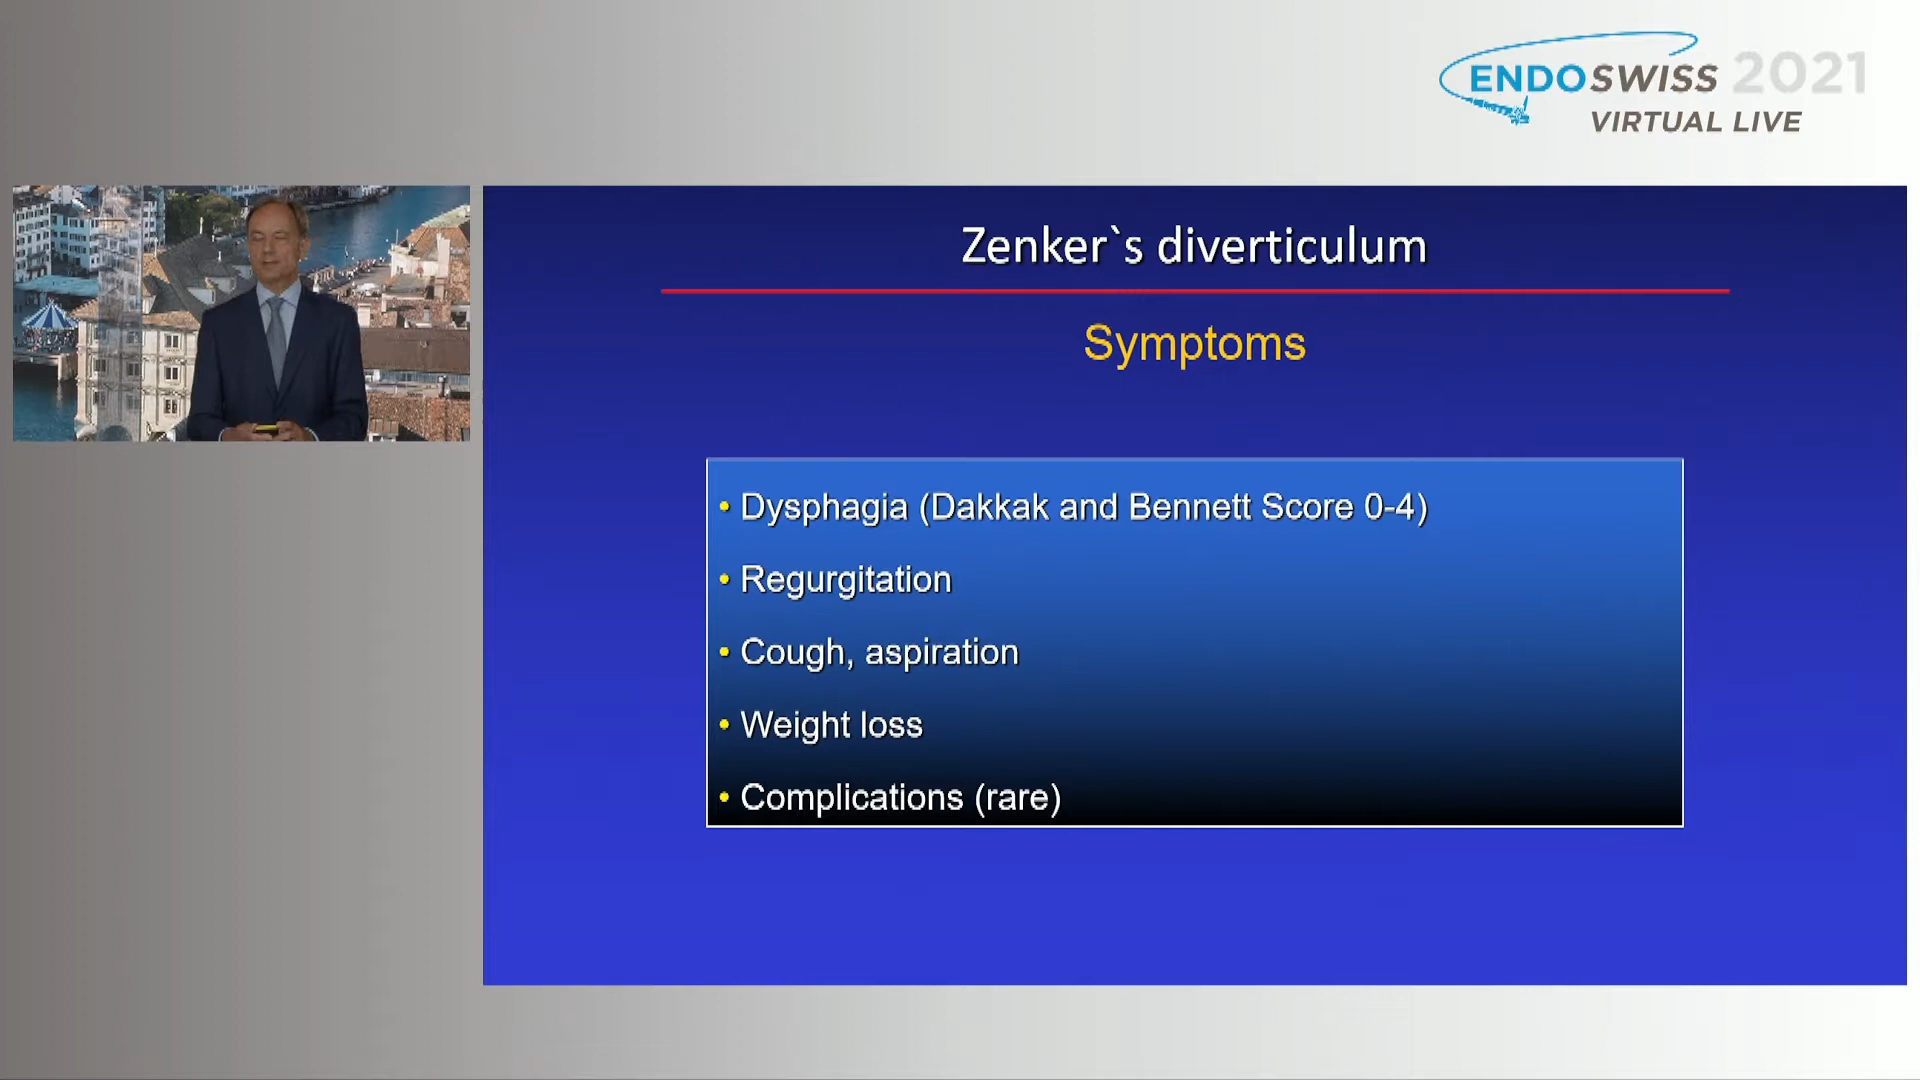 ENDOSWISS 2021
VIRTUAL LIVE
Zenker`s diverticulum
Symptoms
• Dysphagia (Dakkak and Bennett Score 0-4)
• Regurgitation
• Cough, aspiration
• Weight loss
• Complications (rare)